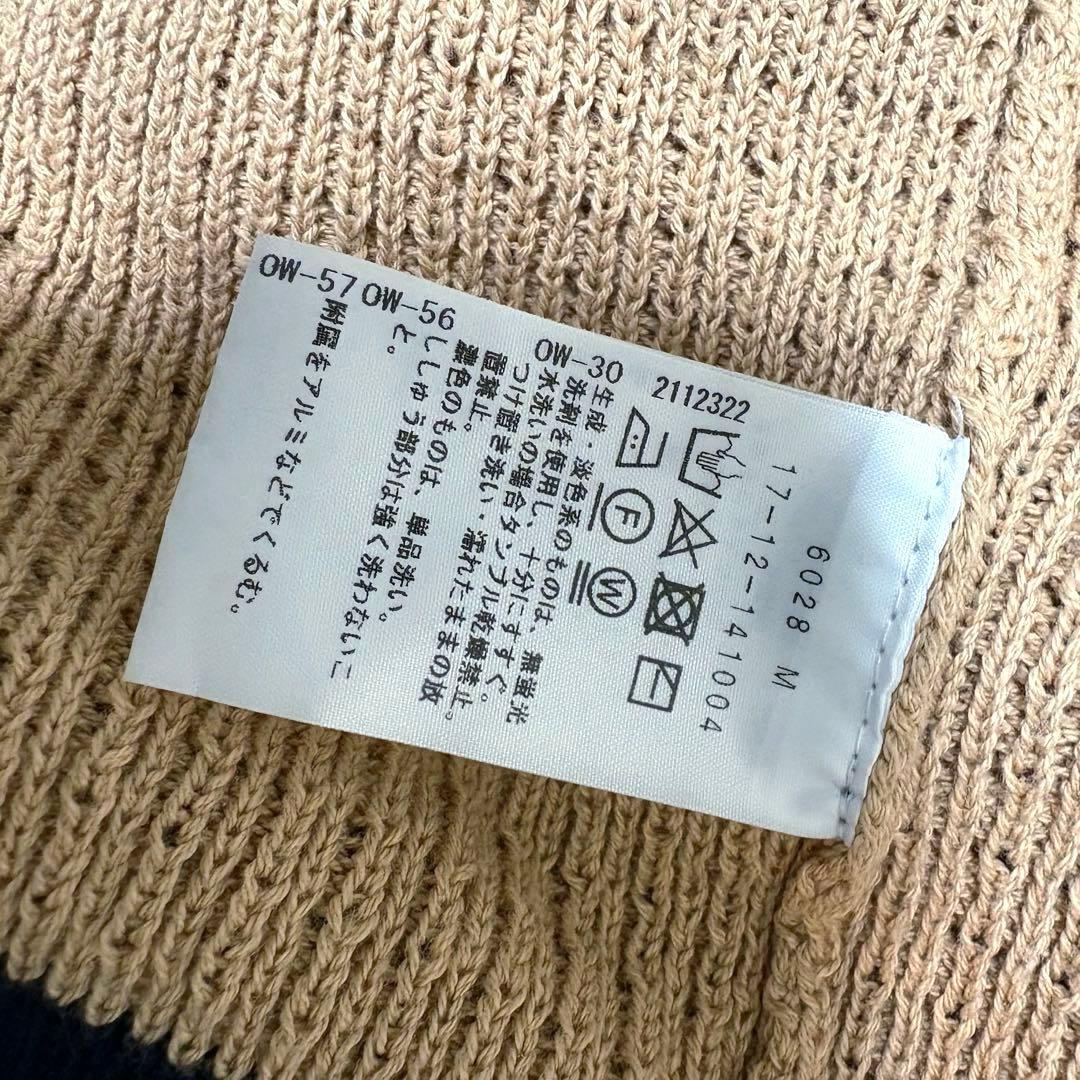 6028 M
17-12-141004
2112322
OW-30
生成・淡色系のものは、無蛍光
洗剤を使用し、十分にすすぐ。
水洗いの場合タンブル乾燥禁止。
つけ置き洗い・濡れたままの放
置禁止。
OW-56
濃色のものは、単品洗い。
ししゅう部分は強く洗わないこ
と。
OW-57
附属をアルミなどでくるむ。
F
W